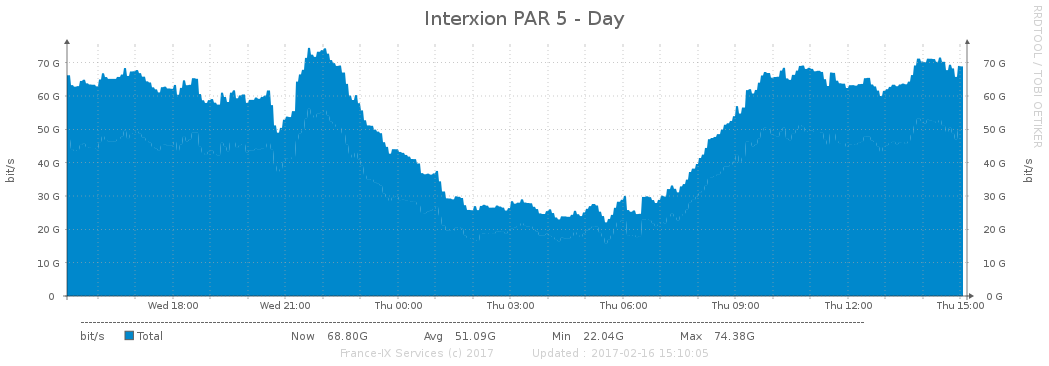 Interxion PAR 5 - Day
RRDTOOL / TOBI OETIKER
bit/s
70 G 70 G
60 G 60 G
50 G 50 G
40 G 40 G
30 G 30 G
20 G 20 G
10 G 10 G
0 0 G
bit/s
Wed 18:00 Wed 21:00 Thu 00:00 Thu 03:00 Thu 06:00 Thu 09:00 Thu 12:00 Thu 15:00
bit/s Total Now 68.80G Avg 51.09G Min 22.04G Max 74.38G
France-IX Services (c) 2017 Updated : 2017-02-16 15:10:05